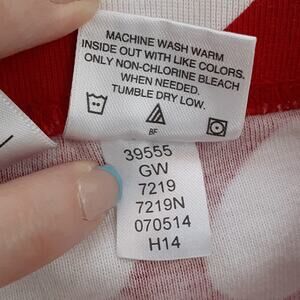 MACHINE WASH WARM
INSIDE OUT WITH LIKE COLORS.
ONLY NON-CHLORINE BLEACH
WHEN NEEDED.
TUMBLE DRY LOW.
BF
39555
GW
7219
7219N
070514
H14